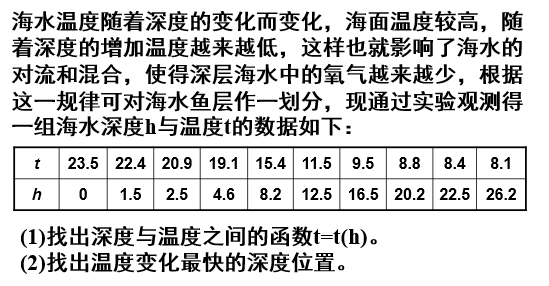 海水温度随着深度的变化而变化，海面温度较高，随
着深度的增加温度越来越低，这样也就影响了海水的
对流和混合，使得深层海水中的氧气越来越少，根据
这一规律可对海水鱼层作一划分，现通过实验观测得
一组海水深度h与温度t的数据如下：
t 23.5 22.4 20.9 19.1 15.4 11.5 9.5 8.8 8.4 8.1
h 0 1.5 2.5 4.6 8.2 12.5 16.5 20.2 22.5 26.2
(1)找出深度与温度之间的函数t=t(h)。
(2)找出温度变化最快的深度位置。